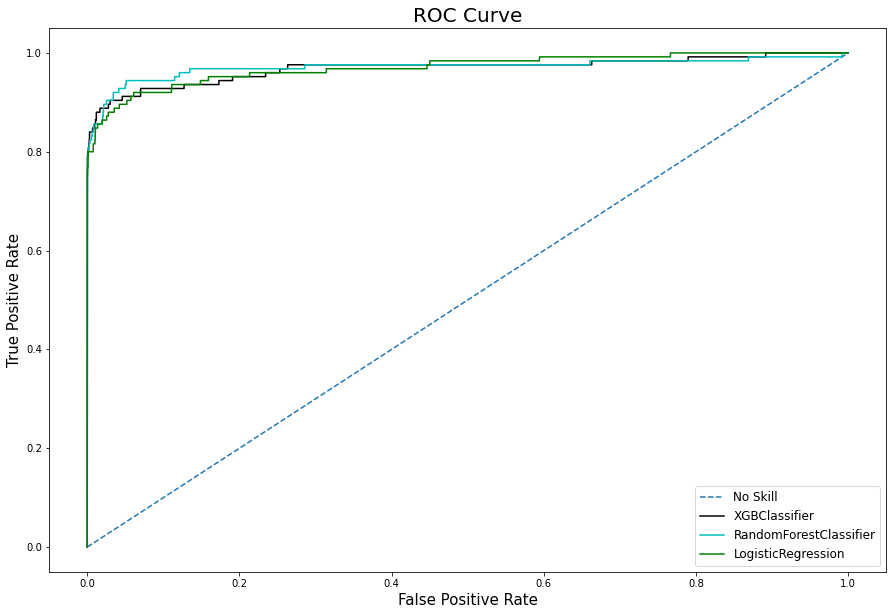 ROC Curve
True Positive Rate
1.0
0.8
0.6
0.4
0.2
0.0
0.0
0.2
0.4
0.6
0.8
1.0
False Positive Rate
No Skill
XGBClassifier
RandomForestClassifier
LogisticRegression